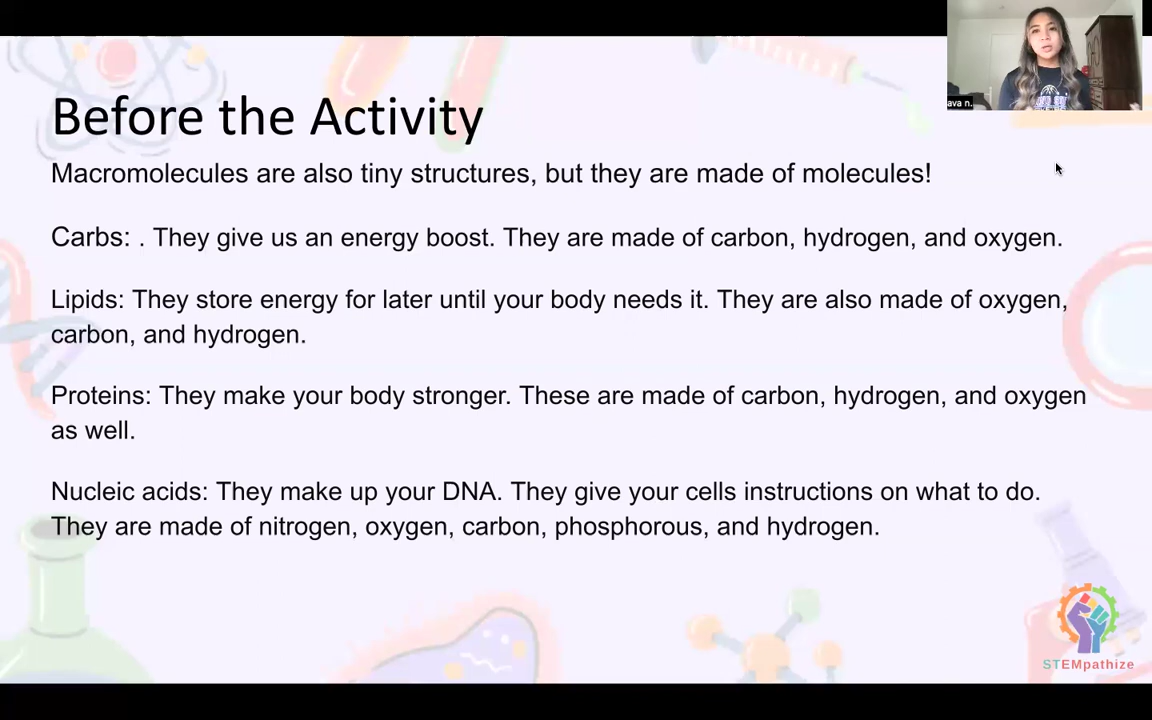 ava n.
Before the Activity
Macromolecules are also tiny structures, but they are made of molecules!
Carbs: . They give us an energy boost. They are made of carbon, hydrogen, and oxygen.
Lipids: They store energy for later until your body needs it. They are also made of oxygen,
carbon, and hydrogen.
Proteins: They make your body stronger. These are made of carbon, hydrogen, and oxygen
as well.
Nucleic acids: They make up your DNA. They give your cells instructions on what to do.
They are made of nitrogen, oxygen, carbon, phosphorous, and hydrogen.
STEMpathize